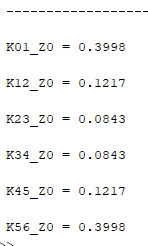 ------------------
K01_Z0 = 0.3998
K12_Z0 = 0.1217
K23_Z0 = 0.0843
K34_Z0 = 0.0843
K45_Z0 = 0.1217
K56_Z0 = 0.3998
>>